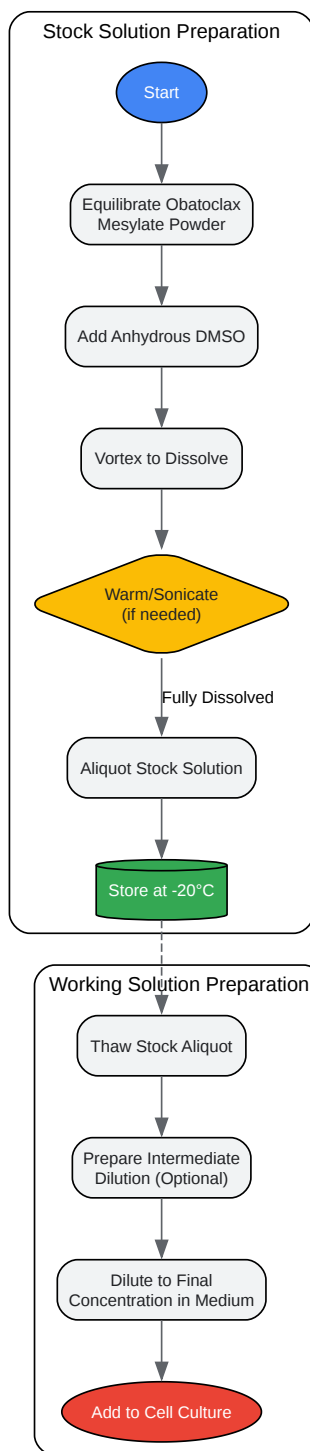 Stock Solution Preparation
Start
Equilibrate Obatoclax
Mesylate Powder
Add Anhydrous DMSO
Vortex to Dissolve
Warm/Sonicate
(if needed)
Fully Dissolved
Aliquot Stock Solution
Store at -20°C
Working Solution Preparation
Thaw Stock Aliquot
Prepare Intermediate
Dilution (Optional)
Dilute to Final
Concentration in Medium
Add to Cell Culture